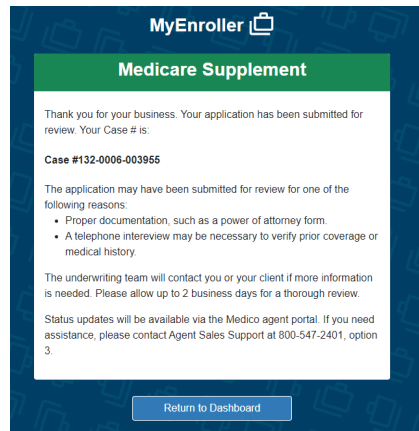 MyEnroller
Medicare Supplement
Thank you for your business. Your application has been submitted for
review. Your Case # is:
Case #132-0006-003955
The application may have been submitted for review for one of the
following reasons:
• Proper documentation, such as a power of attorney form.
• A telephone intereview may be necessary to verify prior coverage or
medical history.
The underwriting team will contact you or your client if more information
is needed. Please allow up to 2 business days for a thorough review.
Status updates will be available via the Medico agent portal. If you need
assistance, please contact Agent Sales Support at 800-547-2401, option
3.
Return to Dashboard